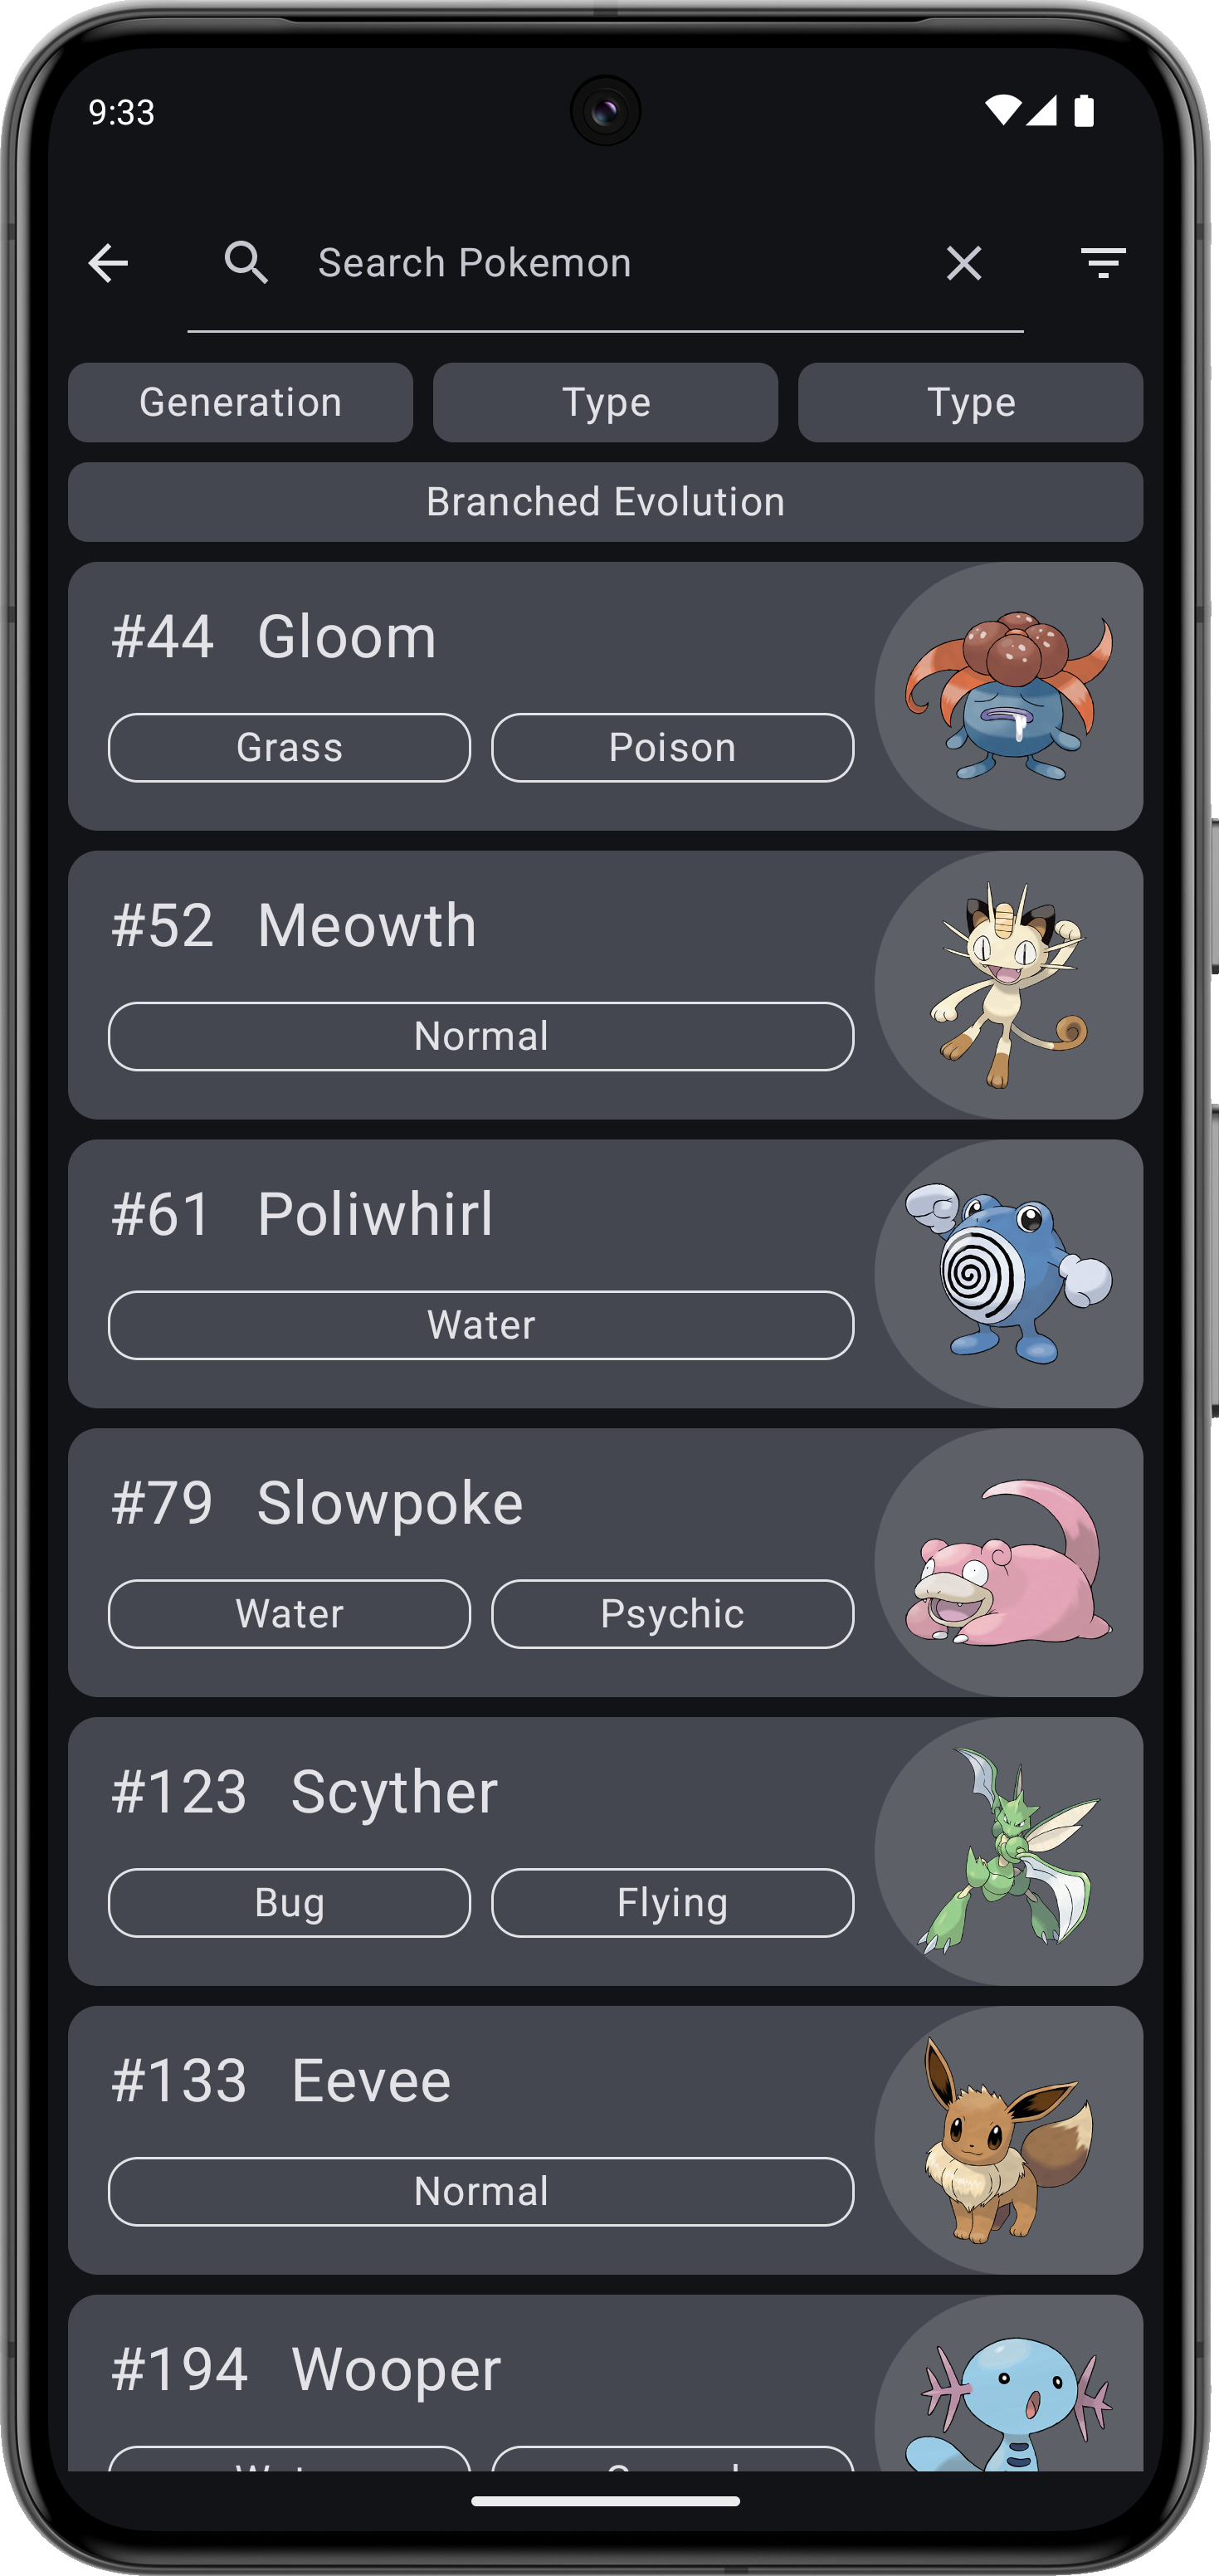 9:33
Search Pokemon
Generation Type Type
Branched Evolution
#44 Gloom
Grass Poison
#52 Meowth
Normal
#61 Poliwhirl
Water
#79 Slowpoke
Water Psychic
#123 Scyther
Bug Flying
#133 Eevee
Normal
#194 Wooper